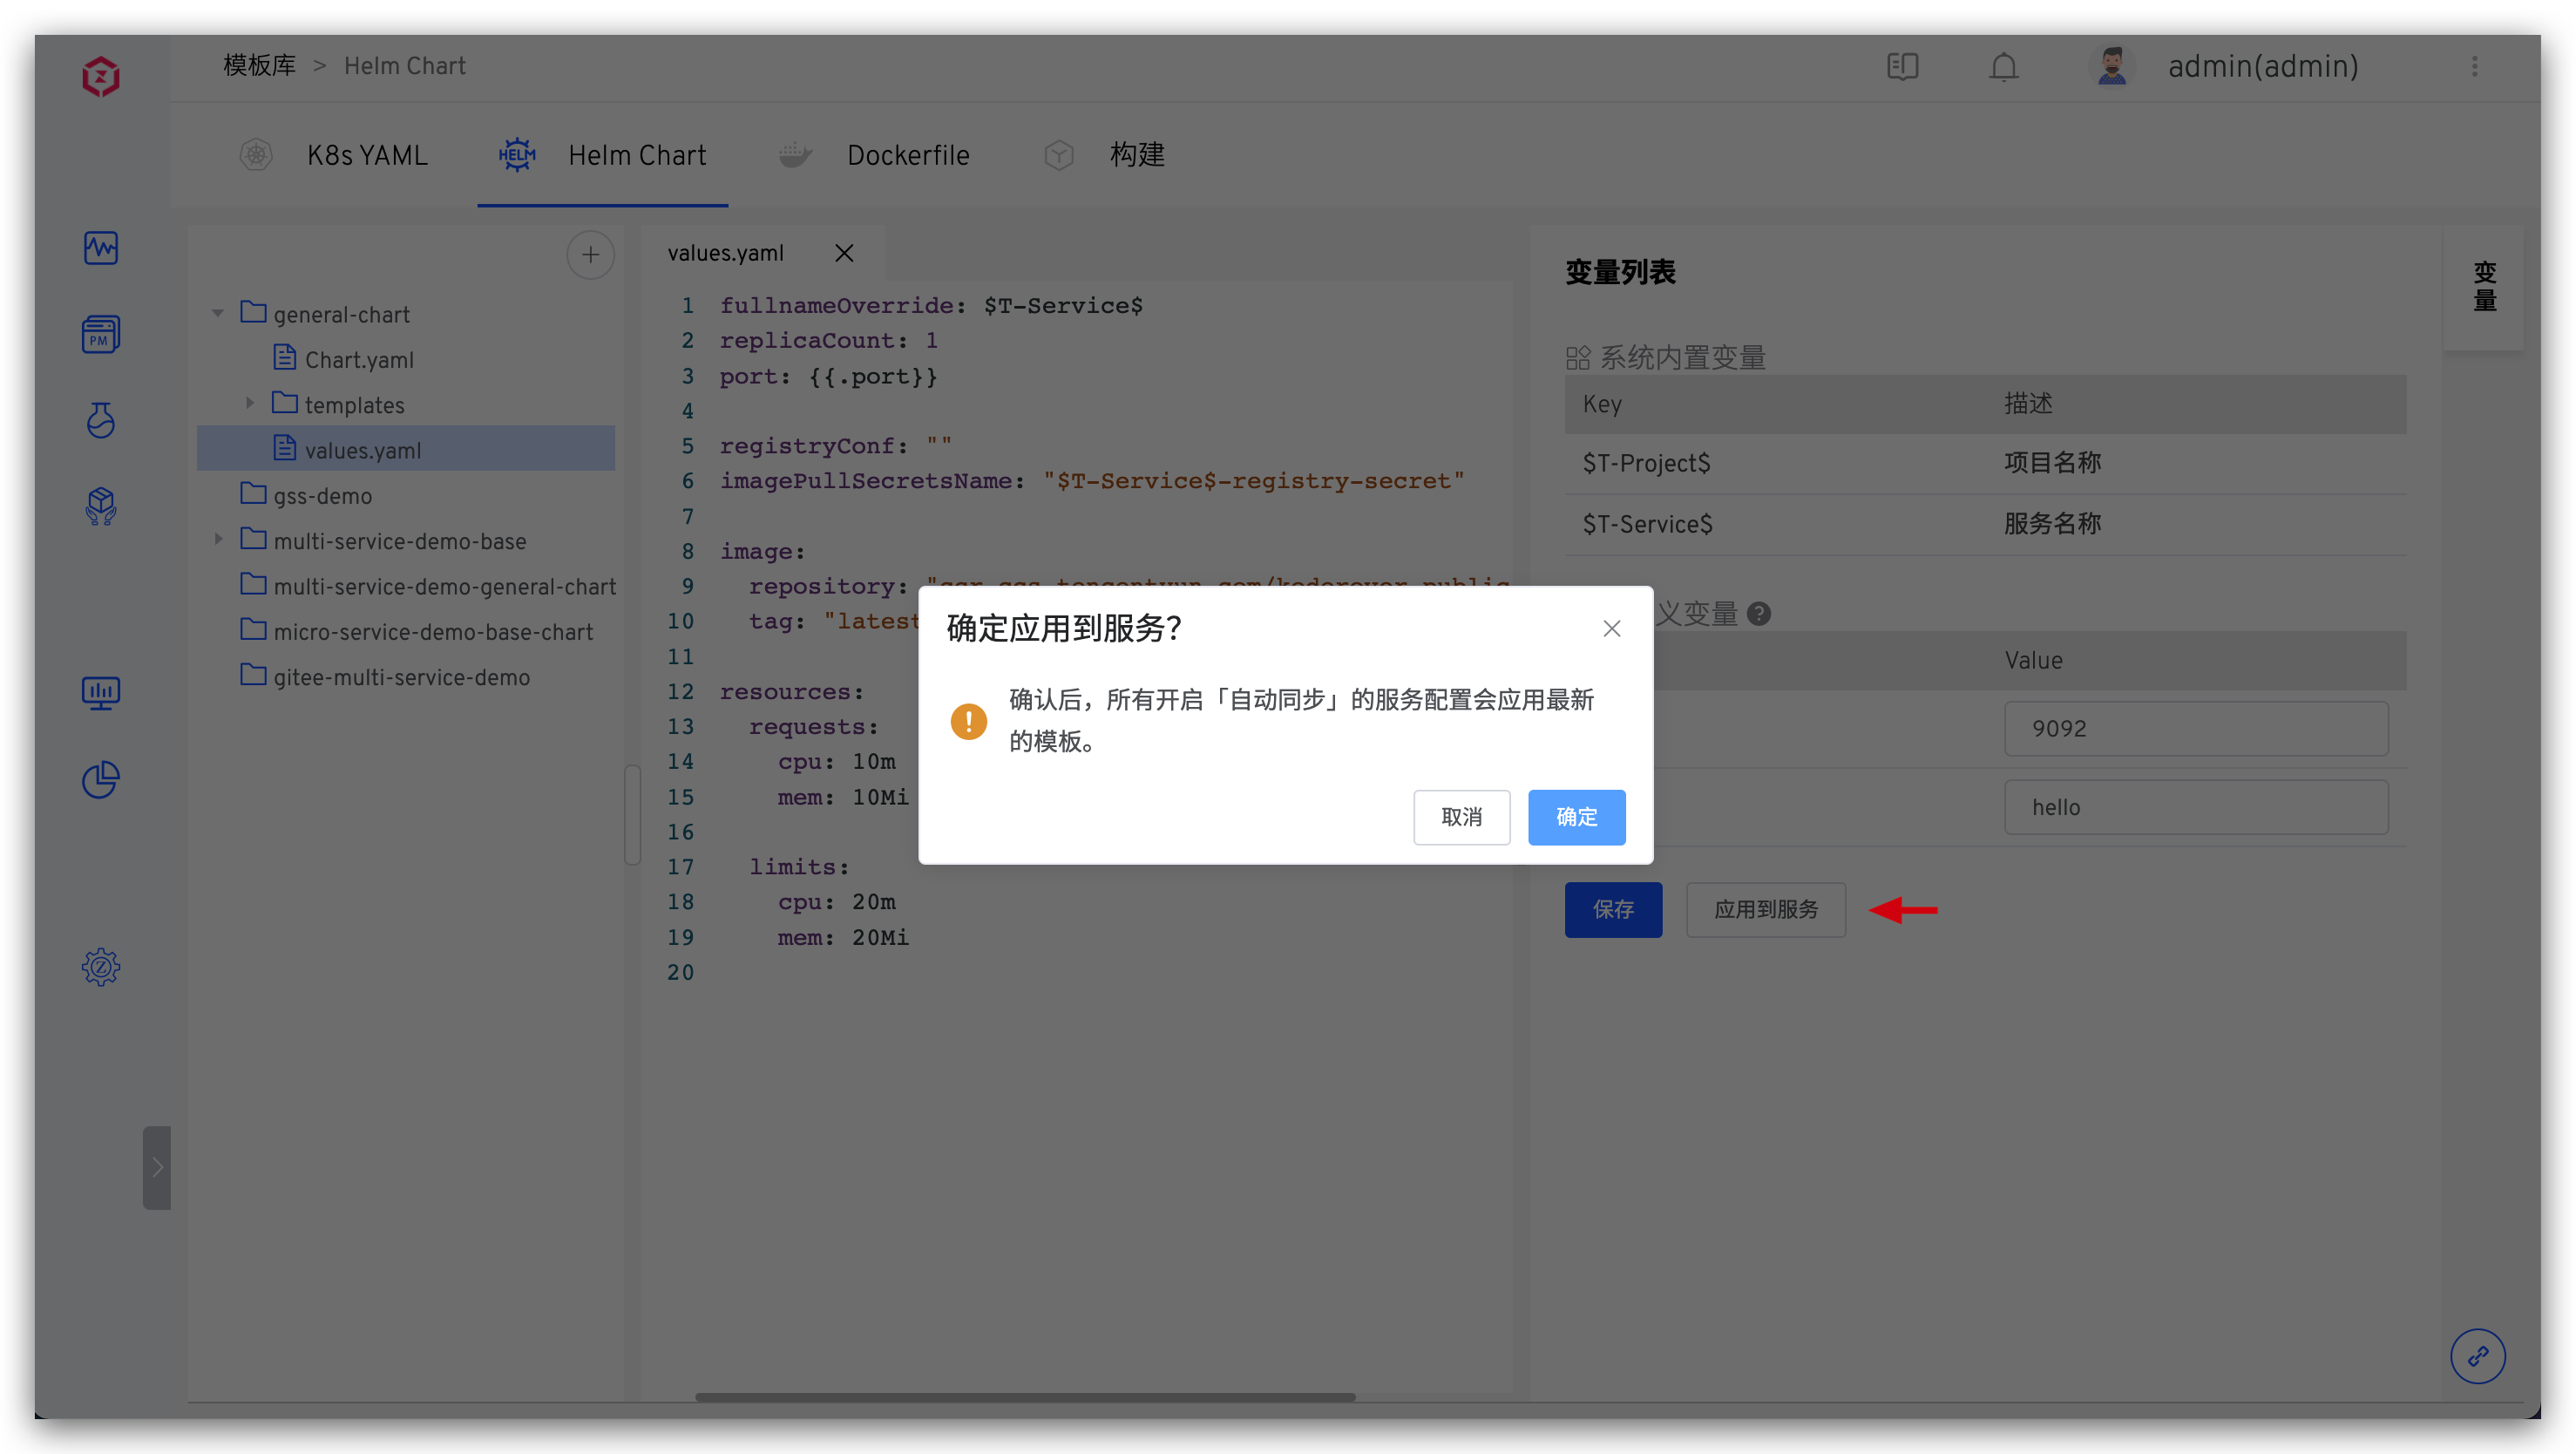 模板库 > Helm Chart
admin(admin)
K8s YAML
HELM
Helm Chart
Dockerfile
构建
PM
general-chart
Chart.yaml
templates
values.yaml
gss-demo
multi-service-demo-base
multi-service-demo-general-chart
micro-service-demo-base-chart
gitee-multi-service-demo
values.yaml
1 fullnameOverride: $T-Service$
2 replicaCount: 1
3 port: {{.port}}
4
5 registryConf: ""
6 imagePullSecretsName: "$T-Service$-registry-secret"
7
8 image:
9 repository:
10 tag: "latest
11
12 resources:
13 requests:
14 cpu: 10m
15 mem: 10Mi
16
17 limits:
18 cpu: 20m
19 mem: 20Mi
20
变量列表
系统内置变量
Key 描述
$T-Project$ 项目名称
$T-Service$ 服务名称
义变量
Value
9092
hello
保存
应用到服务
变量
确定应用到服务?
确认后，所有开启「自动同步」的服务配置会应用最新
的模板。
取消
确定